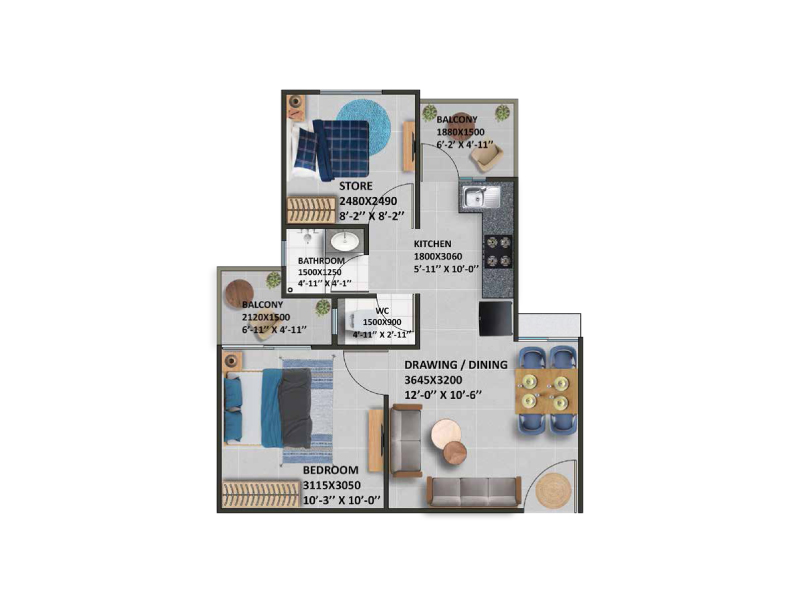 BALCONY
1880X1500
6'-2' X 4'-11’’
STORE
2480X2490
8’-2’’ X 8’-2’’
KITCHEN
1800X3060
5’-11’’ X 10’-0’’
BATHROOM
1500X1250
4’-11’’ X 4’-1’’
BALCONY
2120X1500
6’-11’’ X 4’-11’’
WC
1500X900
4’-11’’ X 2’-11’’
DRAWING / DINING
3645X3200
12’-0’’ X 10’-6’’
BEDROOM
3115X3050
10’-3’’ X 10’-0’’